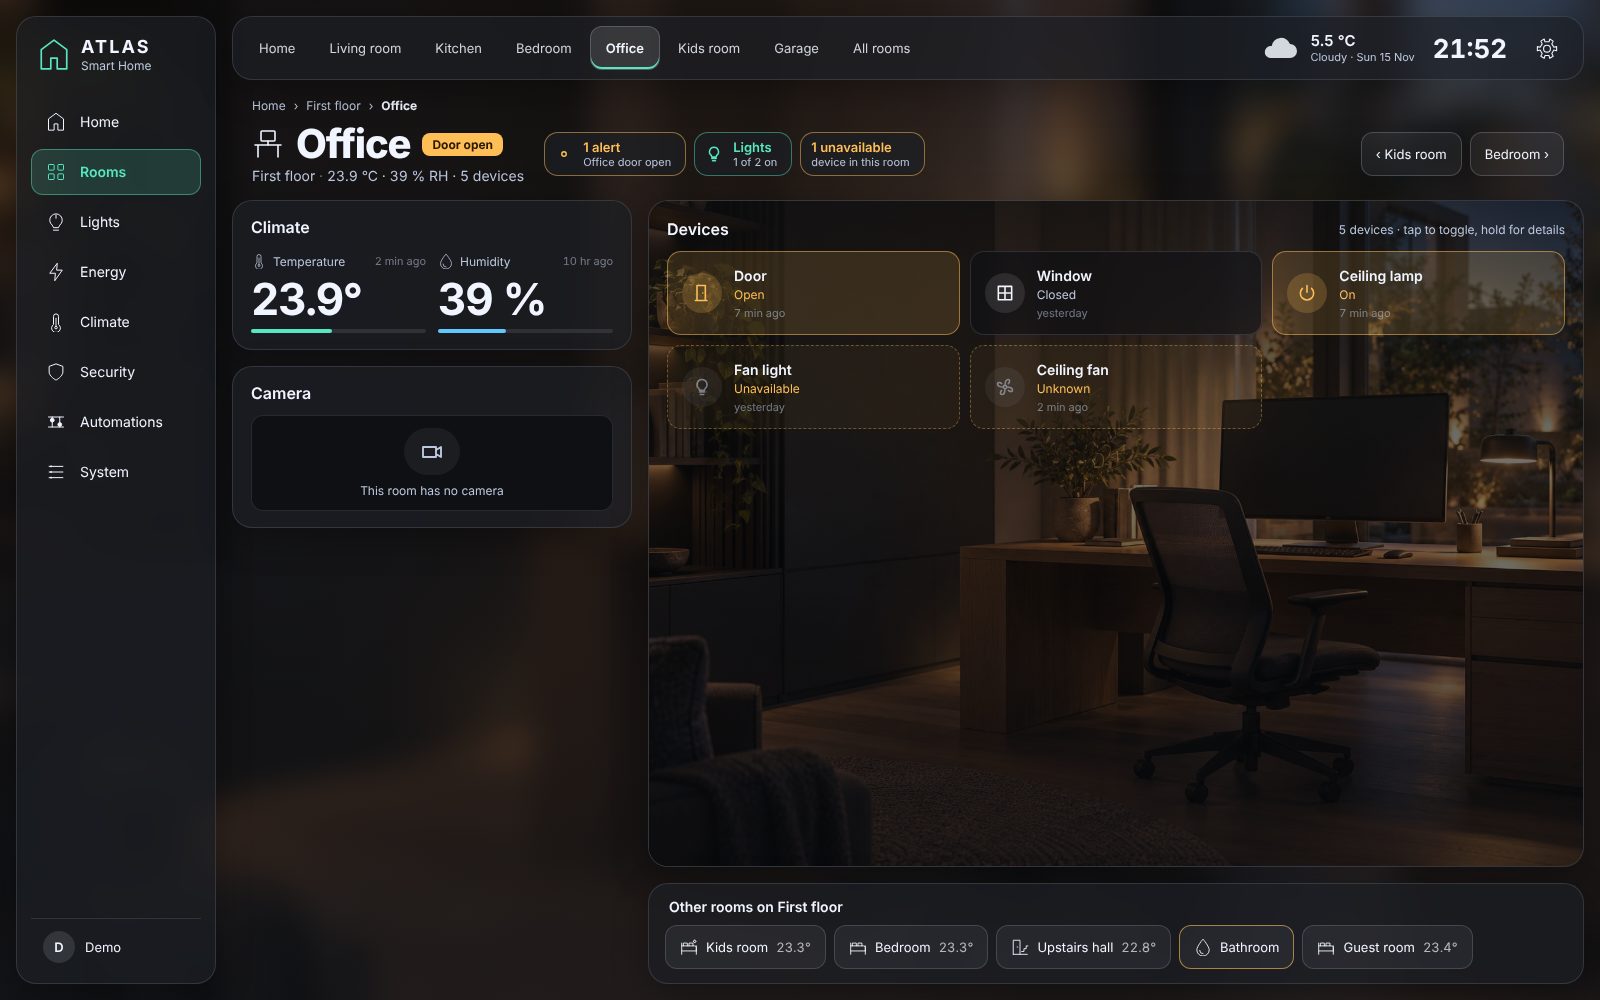 ATLAS
Smart Home
Home
Rooms
Lights
Energy
Climate
Security
Automations
System
D
Demo
Home
Living room
Kitchen
Bedroom
Office
Kids room
Garage
All rooms
5.5 °C
Cloudy · Sun 15 Nov
21:52
Home › First floor › Office
Office
Door open
First floor · 23.9 °C · 39 % RH · 5 devices
1 alert
Office door open
Lights
1 of 2 on
1 unavailable
device in this room
‹ Kids room
Bedroom ›
Climate
Temperature
2 min ago
23.9°
Humidity
10 hr ago
39 %
Camera
This room has no camera
Devices
5 devices · tap to toggle, hold for details
Door
Open
7 min ago
Window
Closed
yesterday
Ceiling lamp
On
7 min ago
Fan light
Unavailable
yesterday
Ceiling fan
Unknown
2 min ago
Other rooms on First floor
Kids room 23.3°
Bedroom 23.3°
Upstairs hall 22.8°
Bathroom
Guest room 23.4°